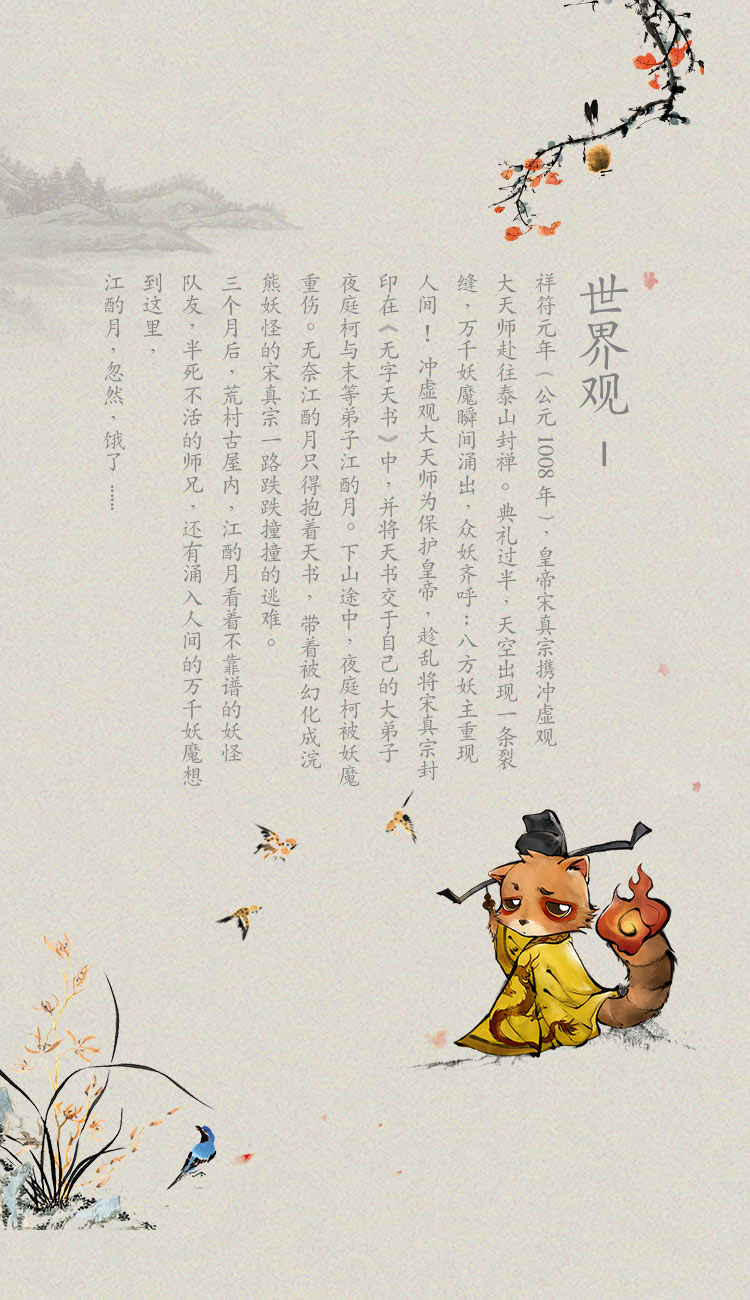 世界观
祥符元年（公元1008年），皇帝宋真宗携冲虚观
大天师赴往泰山封禅。典礼过半，天空出现一条裂
缝，万千妖魔瞬间涌出，众妖齐呼：八方妖主重现
人间！冲虚观大天师为保护皇帝，趁乱将宋真宗封
印在《无字天书》中，并将天书交于自己的大弟子
夜庭柯与末等弟子江酌月。下山途中，夜庭柯被妖魔
重伤。无奈江酌月只得抱着天书，带着被幻化成浣
熊妖怪的宋真宗一路跌跌撞撞的逃难。
三个月后，荒村古屋内，江酌月看着不靠谱的妖怪
队友，半死不活的师兄，还有涌入人间的万千妖魔想
到这里，
江酌月，忽然，饿了……